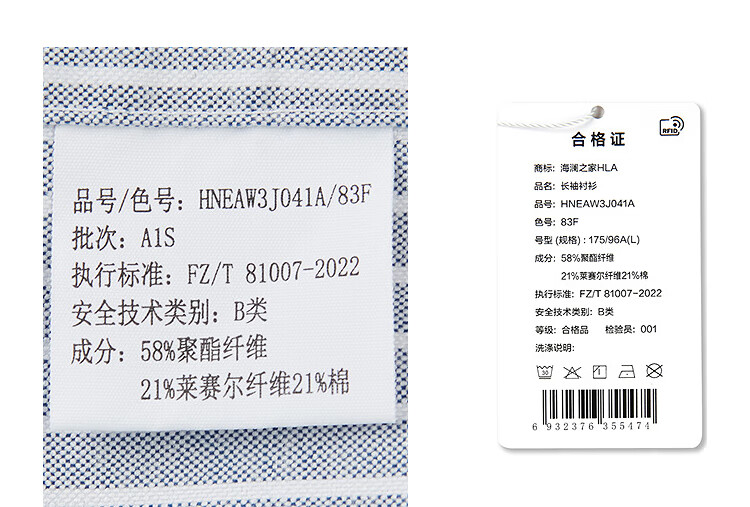 品号/色号: HNEAW3J041A/83F
批次: A1S
执行标准: FZ/T 81007-2022
安全技术类别: B类
成分: 58%聚酯纤维
21%莱赛尔纤维21%棉
RFID
合格证
商标: 海澜之家HLA
品名: 长袖衬衫
品号: HNEAW3J041A
色号: 83F
号型 (规格) : 175/96A(L)
成分: 58%聚酯纤维
21%莱赛尔纤维21%棉
执行标准: FZ/T 81007-2022
安全技术类别: B类
等级: 合格品 检验员: 001
洗涤说明:
30
1
6 932376 355474